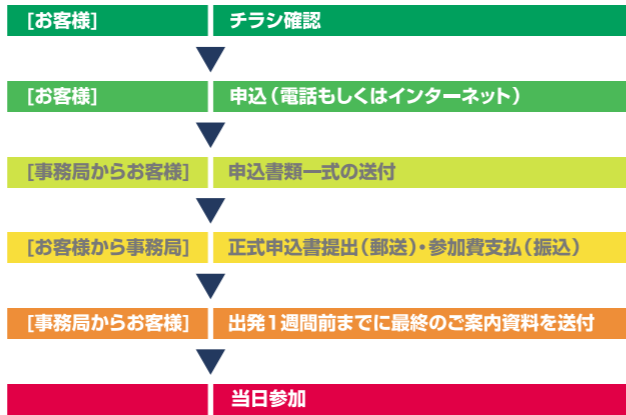 [お客様] チラシ確認
[お客様] 申込（電話もしくはインターネット）
[事務局からお客様] 申込書類一式の送付
[お客様から事務局] 正式申込書提出（郵送）・参加費支払（振込）
[事務局からお客様] 出発1週間前までに最終のご案内資料を送付
当日参加